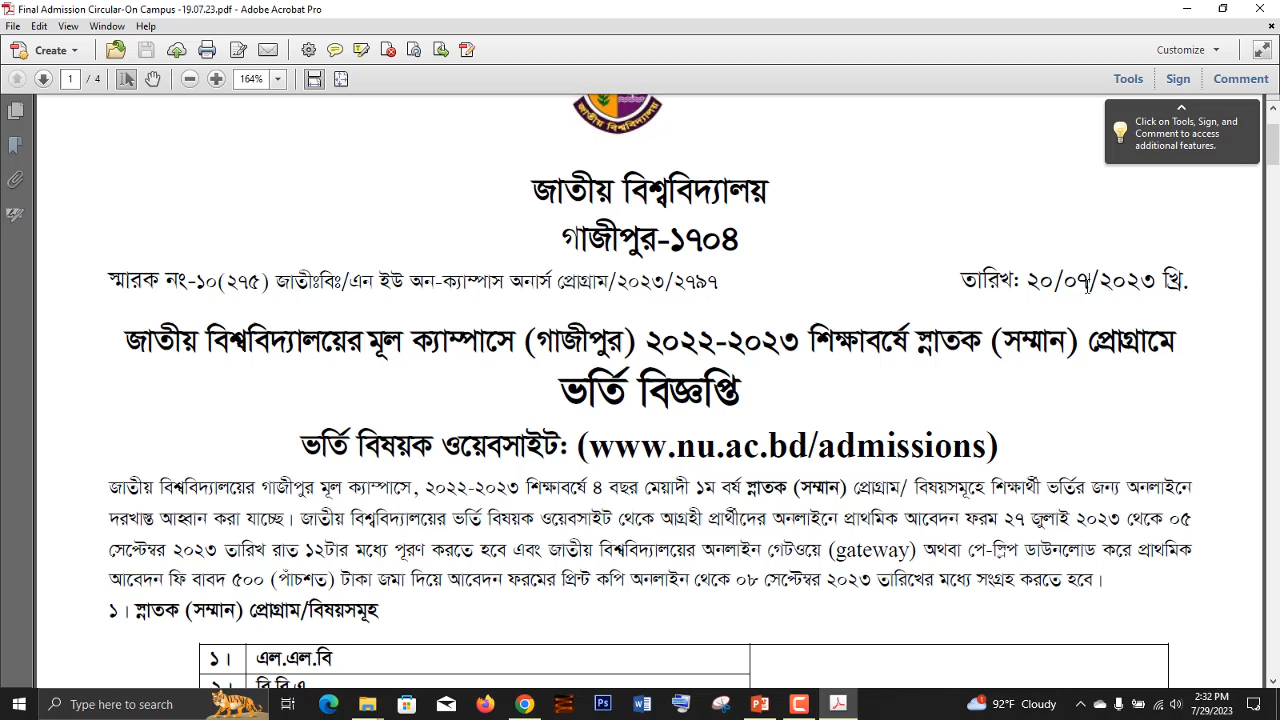 Final Admission Circular-On Campus -19.07.23.pdf - Adobe Acrobat Pro
File Edit View Window Help
Create Customize
1 / 4 164% Tools Sign Comment
Click on Tools, Sign, and
Comment to access
additional features.
জাতীয় বিশ্ববিদ্যালয়
জাতীয় বিশ্ববিদ্যালয়
গাজীপুর-১৭০৪
স্মারক নং-১০(২৭৫) জাতীঃবিঃ/এন ইউ অন-ক্যাম্পাস অনার্স প্রোগ্রাম/২০২৩/২৭৯৭ তারিখ: ২০/০৭/২০২৩ খ্রি.
জাতীয় বিশ্ববিদ্যালয়ের মূল ক্যাম্পাসে (গাজীপুর) ২০২২-২০২৩ শিক্ষাবর্ষে স্নাতক (সম্মান) প্রোগ্রামে
ভর্তি বিজ্ঞপ্তি
ভর্তি বিষয়ক ওয়েবসাইট: (www.nu.ac.bd/admissions)
জাতীয় বিশ্ববিদ্যালয়ের গাজীপুর মূল ক্যাম্পাসে, ২০২২-২০২৩ শিক্ষাবর্ষে ৪ বছর মেয়াদী ১ম বর্ষ স্নাতক (সম্মান) প্রোগ্রাম/ বিষয়সমূহে শিক্ষার্থী ভর্তির জন্য অনলাইনে
দরখাস্ত আহ্বান করা যাচ্ছে। জাতীয় বিশ্ববিদ্যালয়ের ভর্তি বিষয়ক ওয়েবসাইট থেকে আগ্রহী প্রার্থীদের অনলাইনে প্রাথমিক আবেদন ফরম ২৭ জুলাই ২০২৩ থেকে ০৫
সেপ্টেম্বর ২০২৩ তারিখ রাত ১২টার মধ্যে পূরণ করতে হবে এবং জাতীয় বিশ্ববিদ্যালয়ের অনলাইন গেটওয়ে (gateway) অথবা পে-স্লিপ ডাউনলোড করে প্রাথমিক
আবেদন ফি বাবদ ৫০০ (পাঁচশত) টাকা জমা দিয়ে আবেদন ফরমের প্রিন্ট কপি অনলাইন থেকে ০৮ সেপ্টেম্বর ২০২৩ তারিখের মধ্যে সংগ্রহ করতে হবে।
১। স্নাতক (সম্মান) প্রোগ্রাম/বিষয়সমূহ
১। এল.এল.বি
২। বি.বি.এ
Type here to search 85°F Cloudy 2:32 PM
7/29/2023